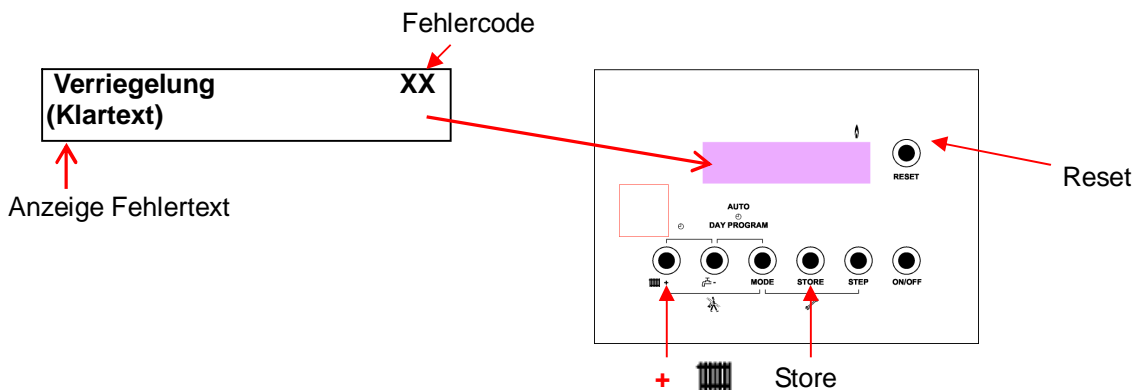 Fehlercode
Verriegelung XX
(Klartext)
Anzeige Fehlertext
RESET
Reset
AUTO
DAY PROGRAM
+ - MODE STORE STEP ON/OFF
+ Store